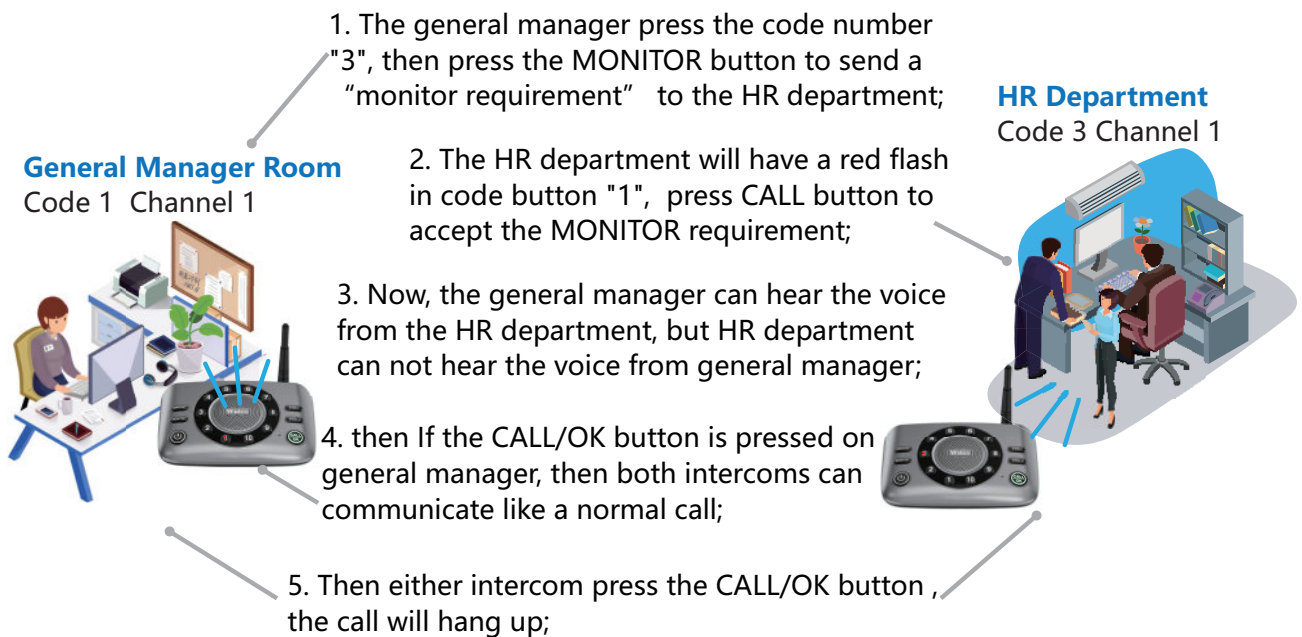 1. The general manager press the code number
"3", then press the MONITOR button to send a
“monitor requirement” to the HR department;
HR Department
Code 3 Channel 1
General Manager Room
Code 1 Channel 1
2. The HR department will have a red flash
in code button "1", press CALL button to
accept the MONITOR requirement;
3. Now, the general manager can hear the voice
from the HR department, but HR department
can not hear the voice from general manager;
4. then If the CALL/OK button is pressed on
general manager, then both intercoms can
communicate like a normal call;
5. Then either intercom press the CALL/OK button ,
the call will hang up;